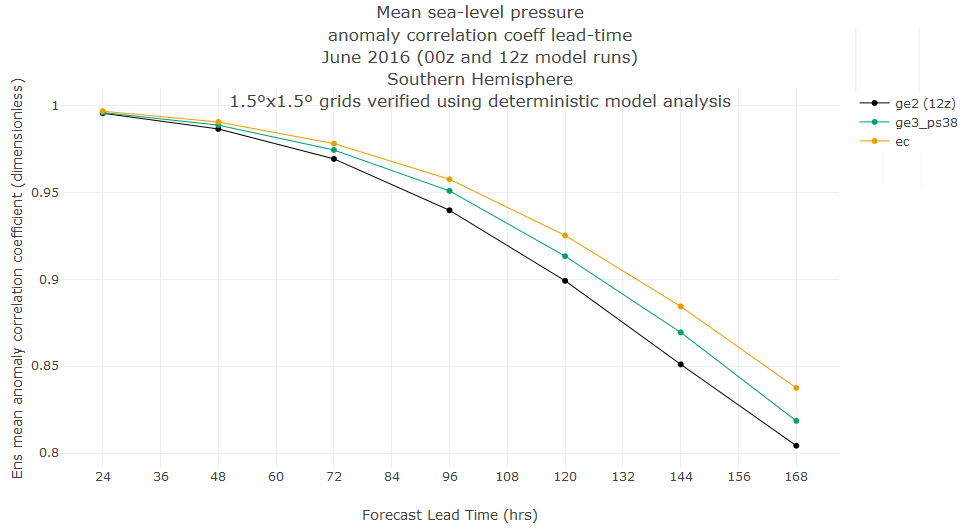 Mean sea-level pressure
anomaly correlation coeff lead-time
June 2016 (00z and 12z model runs)
Southern Hemisphere
1.5ºx1.5º grids verified using deterministic model analysis
Ens mean anomaly correlation coefficient (dimensionless)
1
0.95
0.9
0.85
0.8
24 36 48 60 72 84 96 108 120 132 144 156 168
Forecast Lead Time (hrs)
ge2 (12z)
ge3_ps38
ec